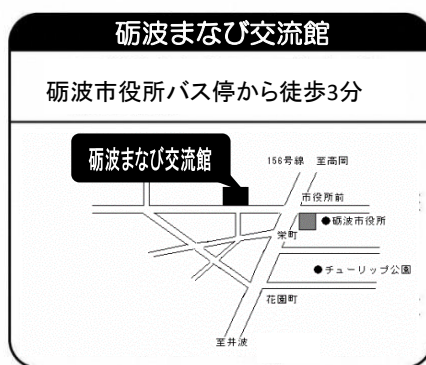 砺波まなび交流館
砺波市役所バス停から徒歩3分
砺波まなび交流館
156号線 至高岡
市役所前
●砺波市役所
栄町
●チューリップ公園
花園町
至井波